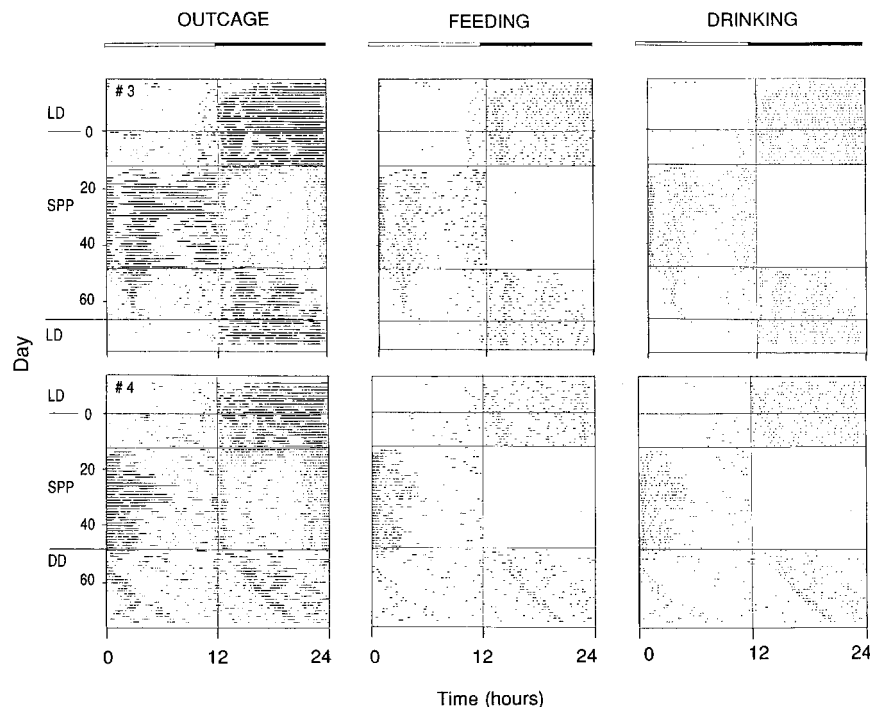 OUTCAGE FEEDING DRINKING
#3
LD
0
20
SPP
40
60
LD
Day
#4
LD
0
20
SPP
40
DD
60
0 12 24 0 12 24 0 12 24
Time (hours)